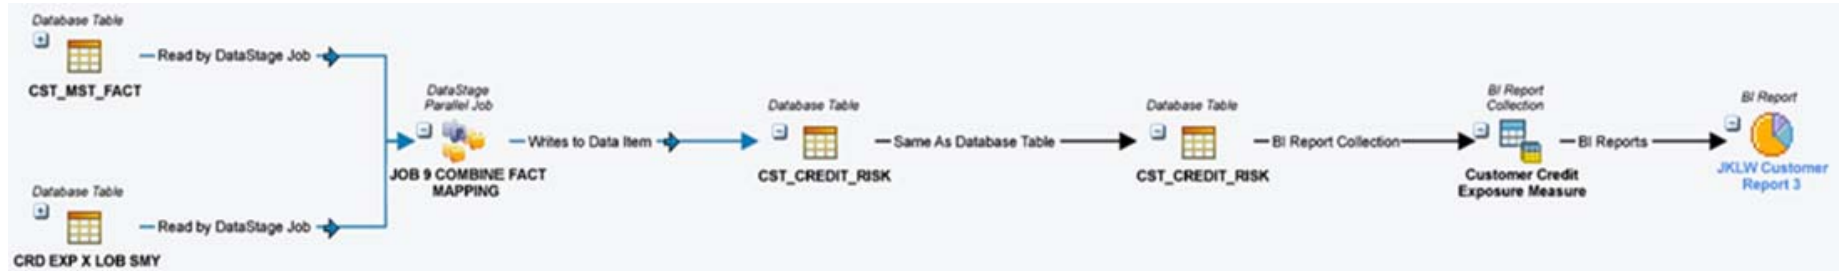 Database Table
CST_MST_FACT
Read by DataStage Job
Database Table
CRD EXP X LOB SMY
Read by DataStage Job
DataStage
Parallel Job
JOB 9 COMBINE FACT
MAPPING
Writes to Data Item
Database Table
CST_CREDIT_RISK
Same As Database Table
Database Table
CST_CREDIT_RISK
BI Report Collection
BI Report
Collection
Customer Credit
Exposure Measure
BI Reports
BI Report
JKLW Customer
Report 3